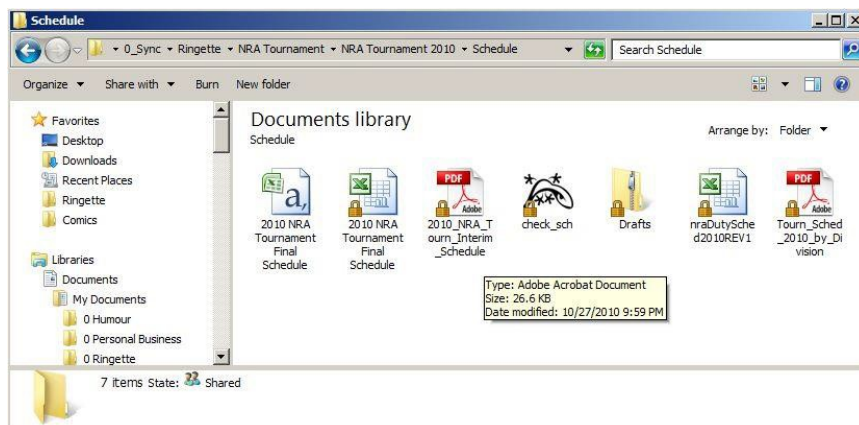 Schedule
0_Sync
Ringette
NRA Tournament
NRA Tournament 2010
Schedule
Search Schedule
Organize
Share with
Burn
New folder
Favorites
Desktop
Downloads
Recent Places
Ringette
Comics
Libraries
Documents
My Documents
0 Humour
0 Personal Business
0 Ringette
Documents library
Schedule
Arrange by: Folder
a,
2010 NRA
Tournament
Final
Schedule
2010 NRA
Tournament
Final
Schedule
PDF
Adobe
2010_NRA_T
ourn_Interim
_Schedule
check_sch
Drafts
nraDutySche
d2010REV1
PDF
Adobe
Tourn_Sched
_2010_by_Di
vision
Type: Adobe Acrobat Document
Size: 26.6 KB
Date modified: 10/27/2010 9:59 PM
7 items State: Shared